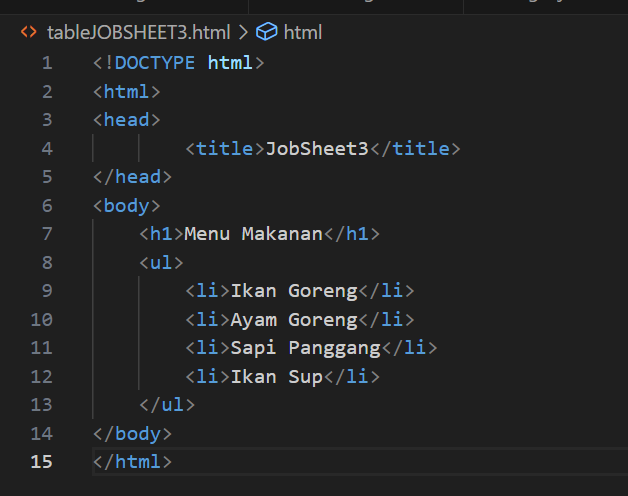 tableJOBSHEET3.html > html
1 <!DOCTYPE html>
2 <html>
3 <head>
4 <title>JobSheet3</title>
5 </head>
6 <body>
7 <h1>Menu Makanan</h1>
8 <ul>
9 <li>Ikan Goreng</li>
10 <li>Ayam Goreng</li>
11 <li>Sapi Panggang</li>
12 <li>Ikan Sup</li>
13 </ul>
14 </body>
15 </html>